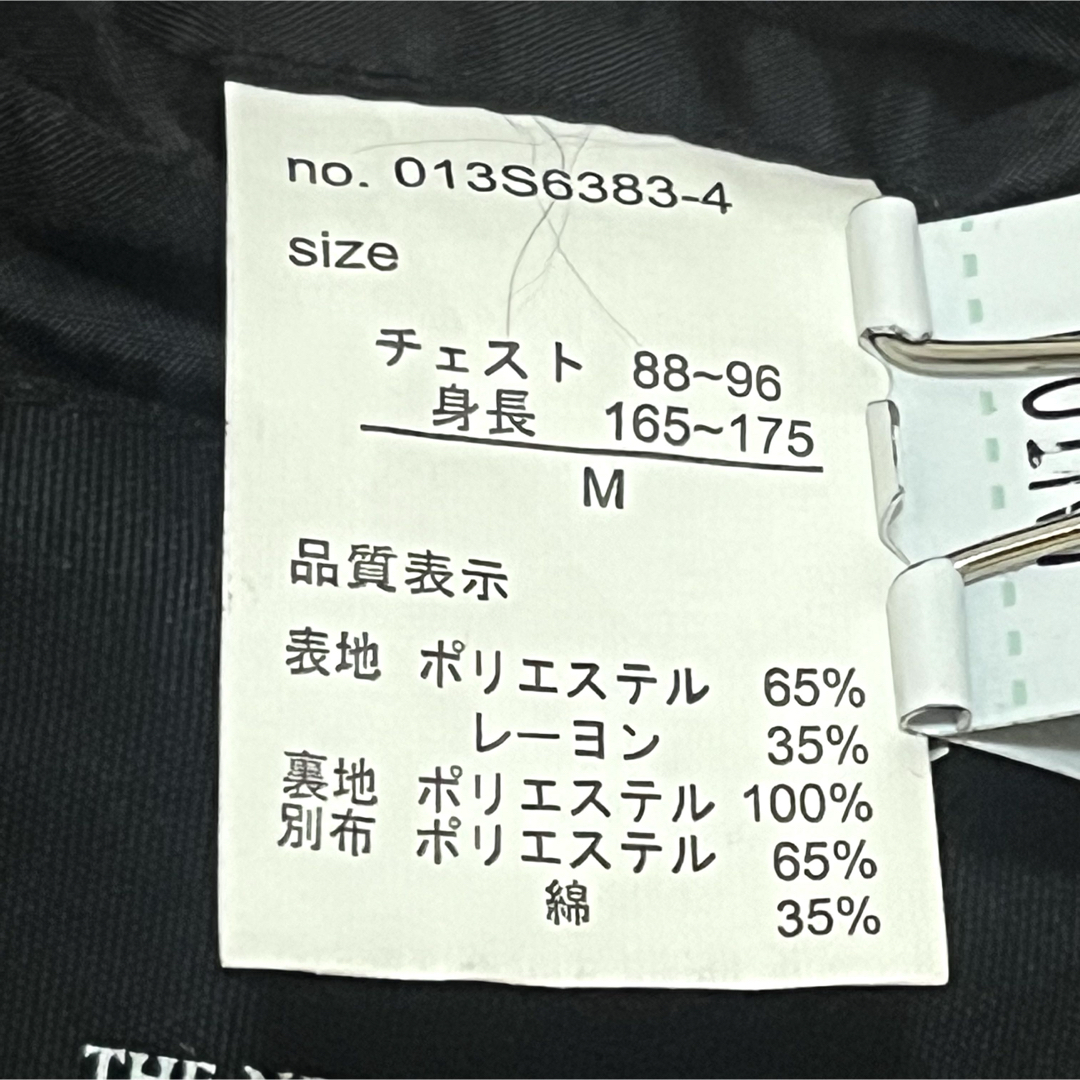 no. 013S6383-4
size
チェスト 88~96
身長 165~175
M
品質表示
表地 ポリエステル 65%
レーヨン 35%
裏地 ポリエステル 100%
別布 ポリエステル 65%
綿 35%
THE